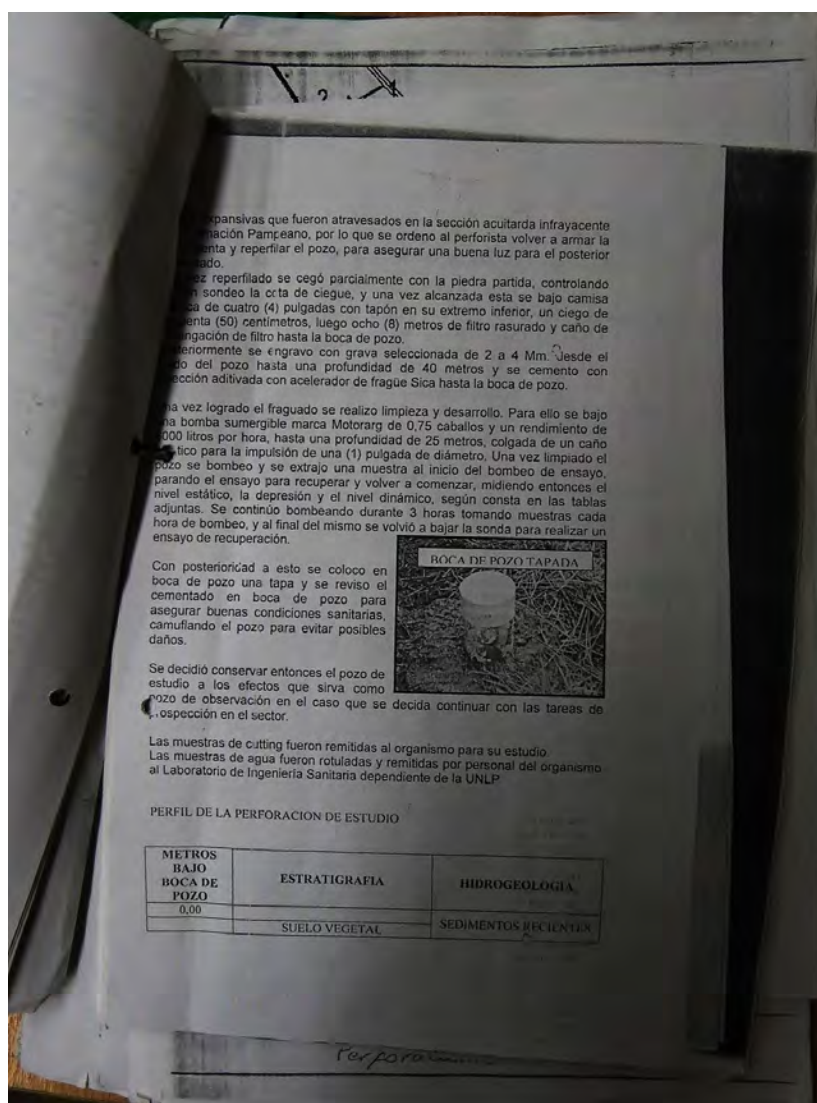 expansivas que fueron atravesados en la sección acuitarda infrayacente
Pampeano, por lo que se ordeno al perforista volver a armar la
y reperfilar el pozo, para asegurar una buena luz para el posterior
reperfilado se cegó parcialmente con la piedra partida, controlando
sondeo la cota de ciegue, y una vez alcanzada esta se bajo camisa
de cuatro (4) pulgadas con tapón en su extremo inferior, un ciego de
(50) centímetros, luego ocho (8) metros de filtro rasurado y caño de
de filtro hasta la boca de pozo.
se engravo con grava seleccionada de 2 a 4 Mm. desde el
del pozo hasta una profundidad de 40 metros y se cemento con
aditivada con acelerador de fragüe Sica hasta la boca de pozo.
vez logrado el fraguado se realizo limpieza y desarrollo. Para ello se bajo
una bomba sumergible marca Motorarg de 0,75 caballos y un rendimiento de
litros por hora, hasta una profundidad de 25 metros, colgada de un caño
para la impulsión de una (1) pulgada de diámetro. Una vez limpiado el
pozo se bombeo y se extrajo una muestra al inicio del bombeo de ensayo,
parando el ensayo para recuperar y volver a comenzar, midiendo entonces el
nivel estático, la depresión y el nivel dinámico, según consta en las tablas
adjuntas. Se continúo bombeando durante 3 horas tomando muestras cada
hora de bombeo, y al final del mismo se volvió a bajar la sonda para realizar un
ensayo de recuperación.
BOCA DE POZO TAPADA
Con posterioridad a esto se coloco en
boca de pozo una tapa y se reviso el
cementado en boca de pozo para
asegurar buenas condiciones sanitarias,
camuflando el pozo para evitar posibles
daños.
Se decidió conservar entonces el pozo de
estudio a los efectos que sirva como
pozo de observación en el caso que se decida continuar con las tareas de
prospección en el sector.
Las muestras de cutting fueron remitidas al organismo para su estudio.
Las muestras de agua fueron rotuladas y remitidas por personal del organismo
al Laboratorio de Ingeniería Sanitaria dependiente de la UNLP
PERFIL DE LA PERFORACION DE ESTUDIO
METROS
BAJO
BOCA DE
POZO
ESTRATIGRAFIA
HIDROGEOLOGIA
0,00
SUELO VEGETAL
SEDIMENTOS RECIENTES